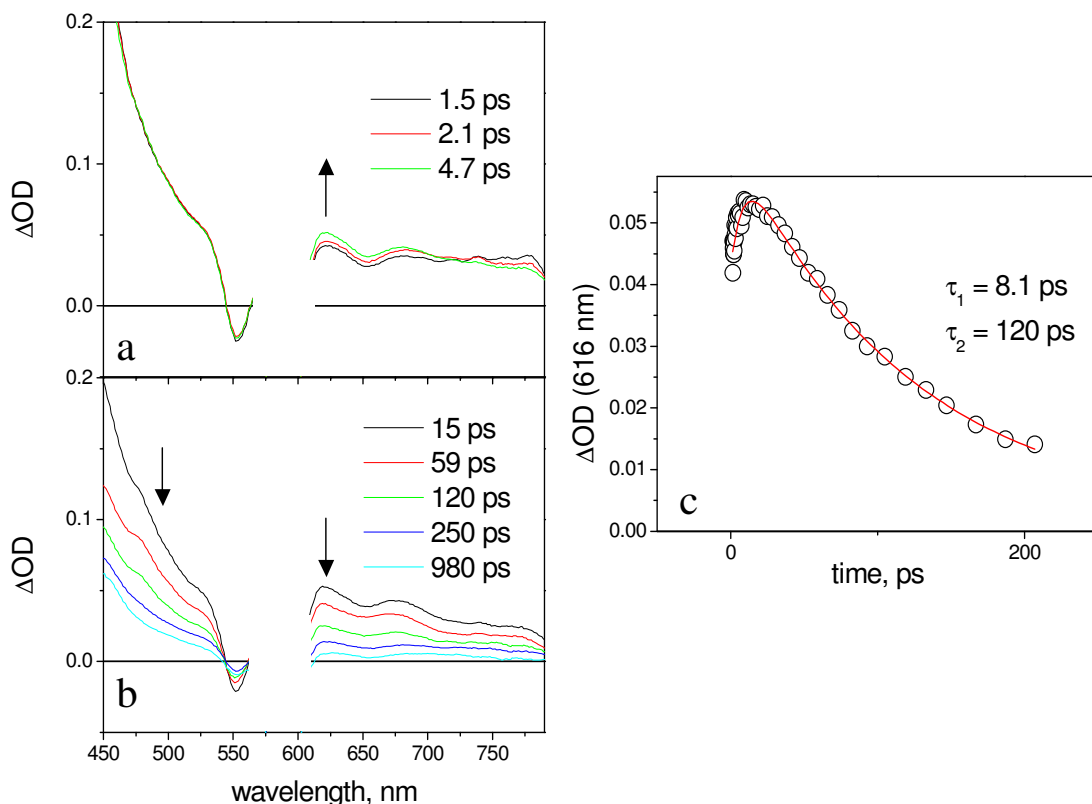 0.2
0.1
0.0
ΔOD
1.5 ps
2.1 ps
4.7 ps
a
0.2
0.1
0.0
ΔOD
15 ps
59 ps
120 ps
250 ps
980 ps
b
450 500 550 600 650 700 750
wavelength, nm
0.05
0.04
0.03
0.02
0.01
0.00
ΔOD (616 nm)
τ₁ = 8.1 ps
τ₂ = 120 ps
c
0 200
time, ps